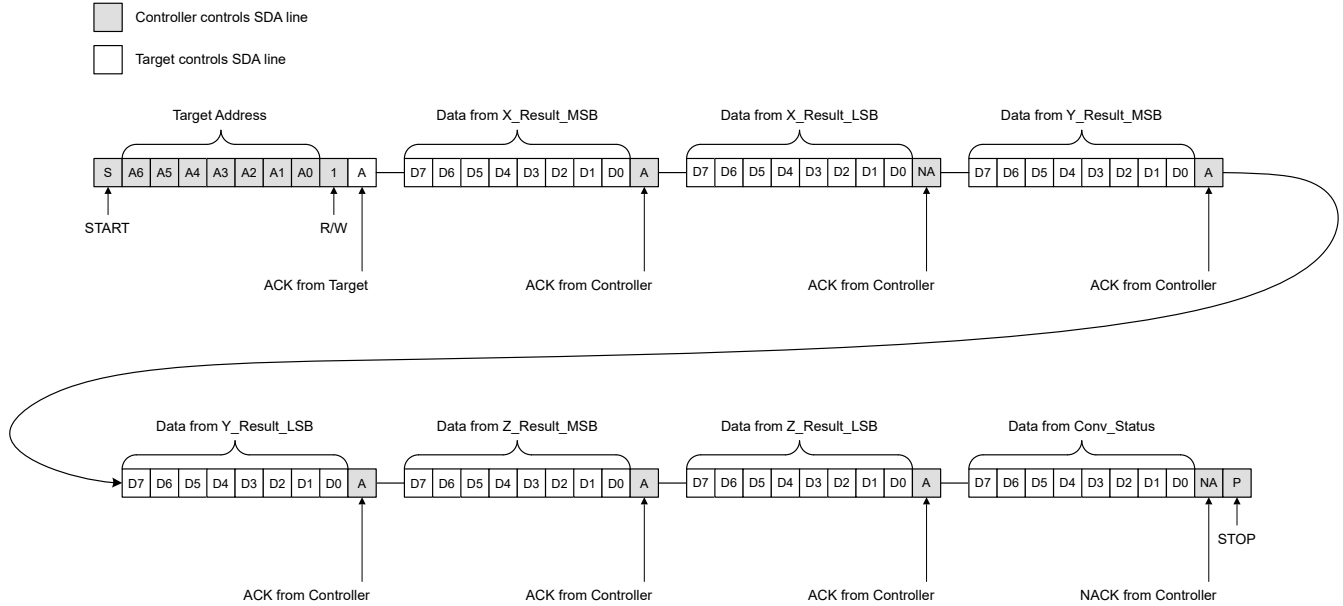 Controller controls SDA line
Target controls SDA line
Target Address
Data from X_Result_MSB
Data from X_Result_LSB
Data from Y_Result_MSB
S A6 A5 A4 A3 A2 A1 A0 1 A
D7 D6 D5 D4 D3 D2 D1 D0 A
D7 D6 D5 D4 D3 D2 D1 D0 NA
D7 D6 D5 D4 D3 D2 D1 D0 A
START
R/W
ACK from Target
ACK from Controller
ACK from Controller
ACK from Controller
Data from Y_Result_LSB
Data from Z_Result_MSB
Data from Z_Result_LSB
Data from Conv_Status
D7 D6 D5 D4 D3 D2 D1 D0 A
D7 D6 D5 D4 D3 D2 D1 D0 A
D7 D6 D5 D4 D3 D2 D1 D0 A
D7 D6 D5 D4 D3 D2 D1 D0 NA P
STOP
ACK from Controller
ACK from Controller
ACK from Controller
NACK from Controller